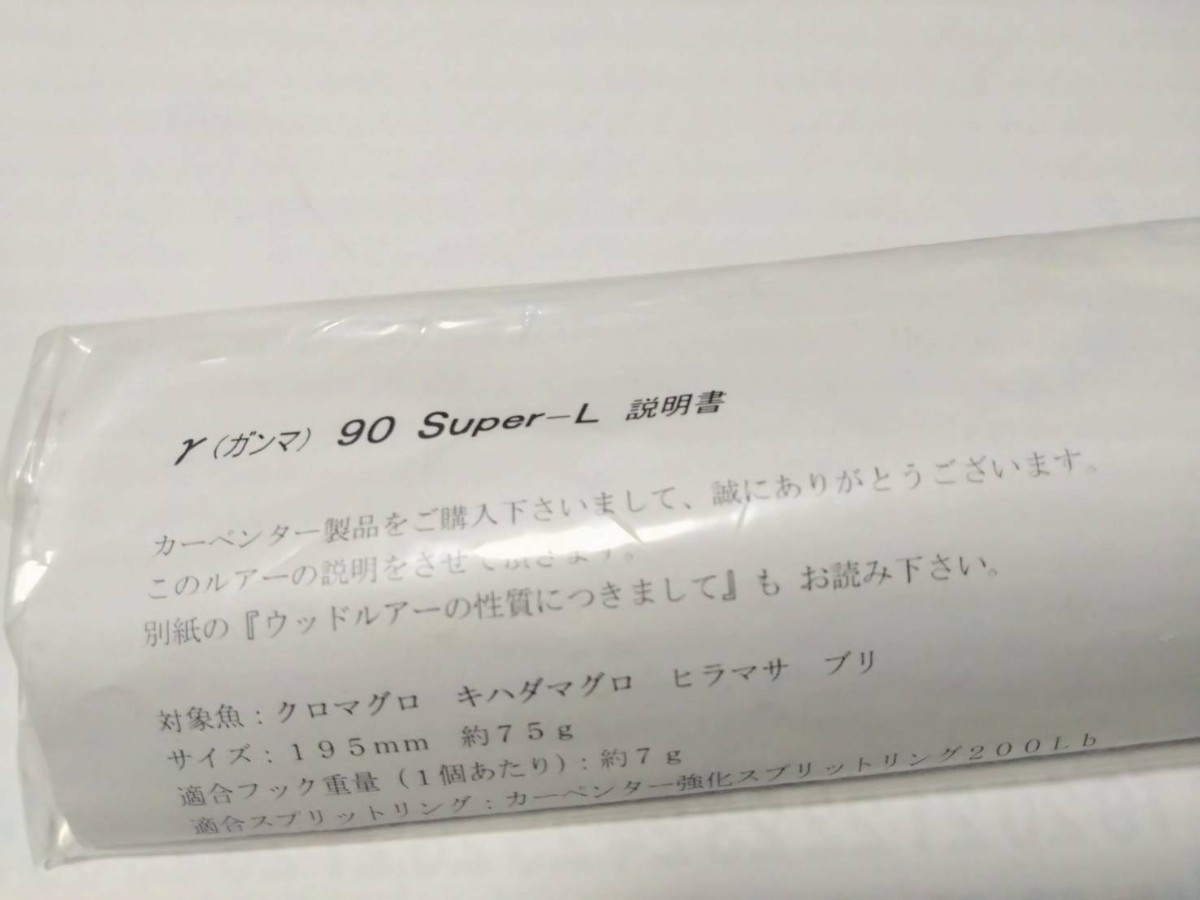 γ(ガンマ) 90 Super-L 説明書
カーペンター製品をご購入下さいまして、誠にありがとうございます。
このルアーの説明をさせて頂きます。
別紙の『ウッドルアーの性質につきまして』も お読み下さい。
対象魚:クロマグロ キハダマグロ ヒラマサ ブリ
サイズ:195mm 約75g
適合フック重量(1個あたり):約7g
適合スプリットリング:カーペンター強化スプリットリング200Lb